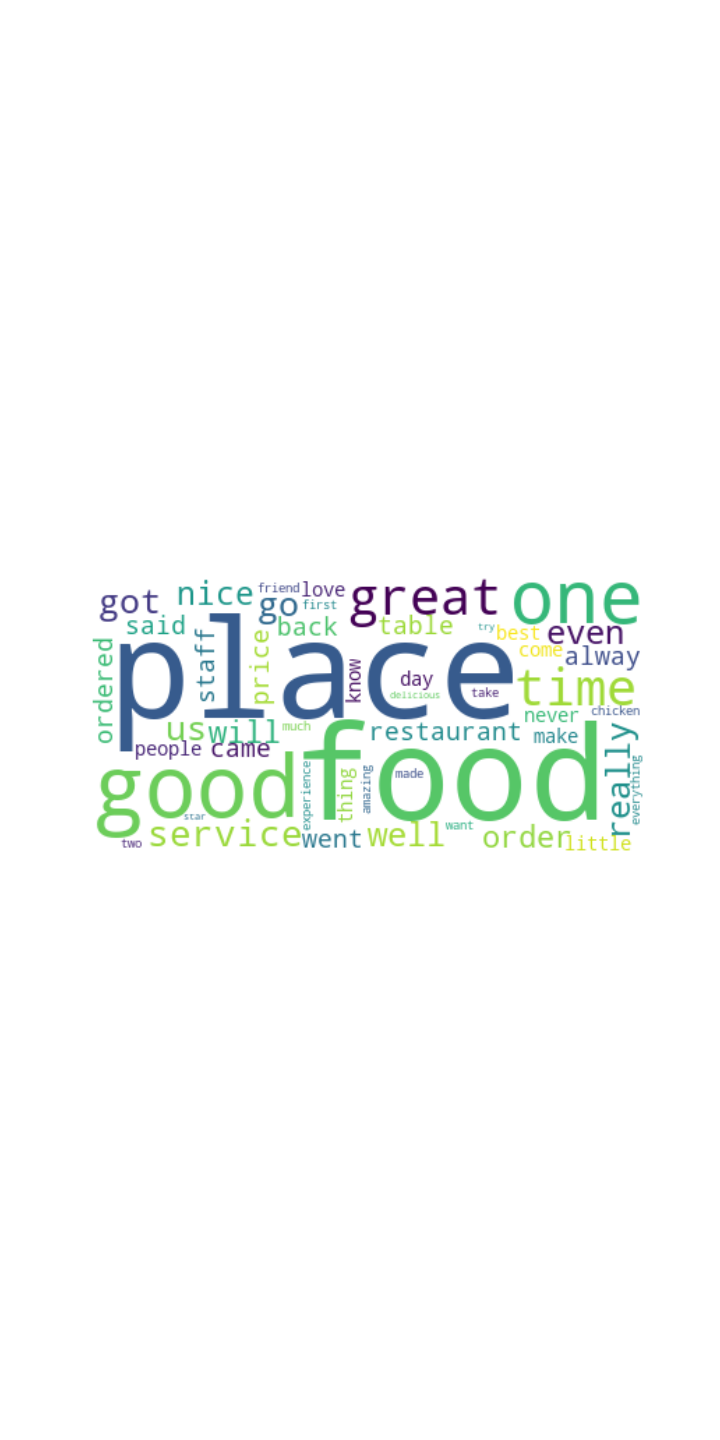 friend love
nice great one
got go first
said back table try best even
come alway
ordered staff price know
place
day
delicious take time
never chicken
us will much restaurant make
people came
good food really
experience thing amazing made everything
star
service went well want order little
two